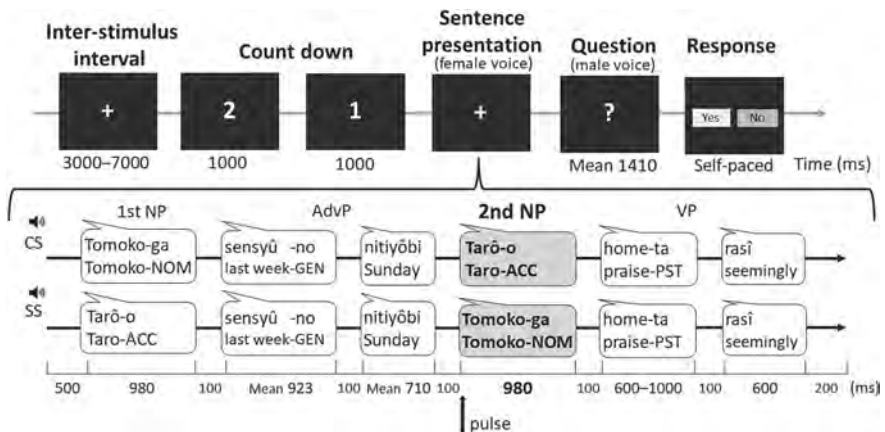 Inter-stimulus interval
Count down
Sentence presentation
(female voice)
Question
(male voice)
Response
+
2
1
+
?
Yes No
3000–7000
1000
1000
Mean 1410
Self-paced
Time (ms)
1st NP
AdvP
2nd NP
VP
CS
Tomoko-ga
Tomoko-NOM
sensyû -no
last week-GEN
nitiyôbi
Sunday
Tarô-o
Taro-ACC
home-ta
praise-PST
rasî
seemingly
SS
Tarô-o
Taro-ACC
sensyû -no
last week-GEN
nitiyôbi
Sunday
Tomoko-ga
Tomoko-NOM
home-ta
praise-PST
rasî
seemingly
500 980 100 Mean 923 100 Mean 710 100 980 100 600–1000 100 600 200 (ms)
pulse